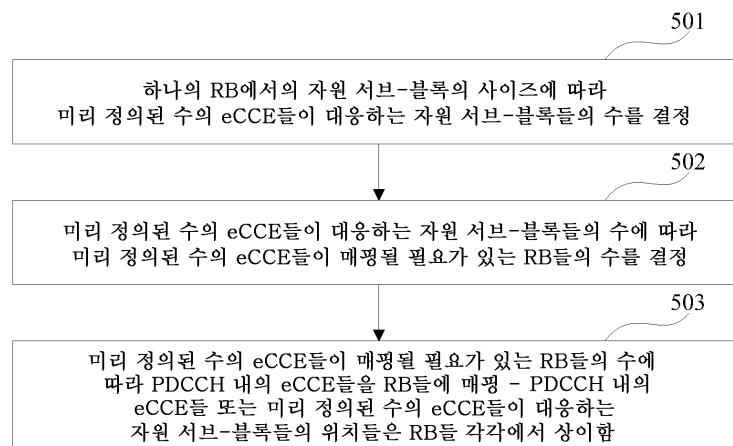 501
하나의 RB에서의 자원 서브-블록의 사이즈에 따라
미리 정의된 수의 eCCE들이 대응하는 자원 서브-블록들의 수를 결정
502
미리 정의된 수의 eCCE들이 대응하는 자원 서브-블록들의 수에 따라
미리 정의된 수의 eCCE들이 매핑될 필요가 있는 RB들의 수를 결정
503
미리 정의된 수의 eCCE들이 매핑될 필요가 있는 RB들의 수에
따라 PDCCH 내의 eCCE들을 RB들에 매핑 - PDCCH 내의
eCCE들 또는 미리 정의된 수의 eCCE들이 대응하는
자원 서브-블록들의 위치들은 RB들 각각에서 상이함